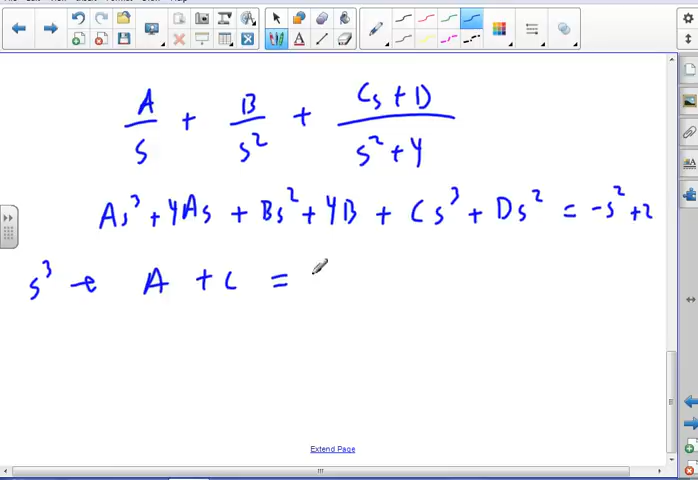 A/s + B/s² + (Cs + D)/(s² + 4)
As³ + 4As + Bs² + 4B + Cs³ + Ds² = -s² + 2
s³ → A + C =
Extend Page